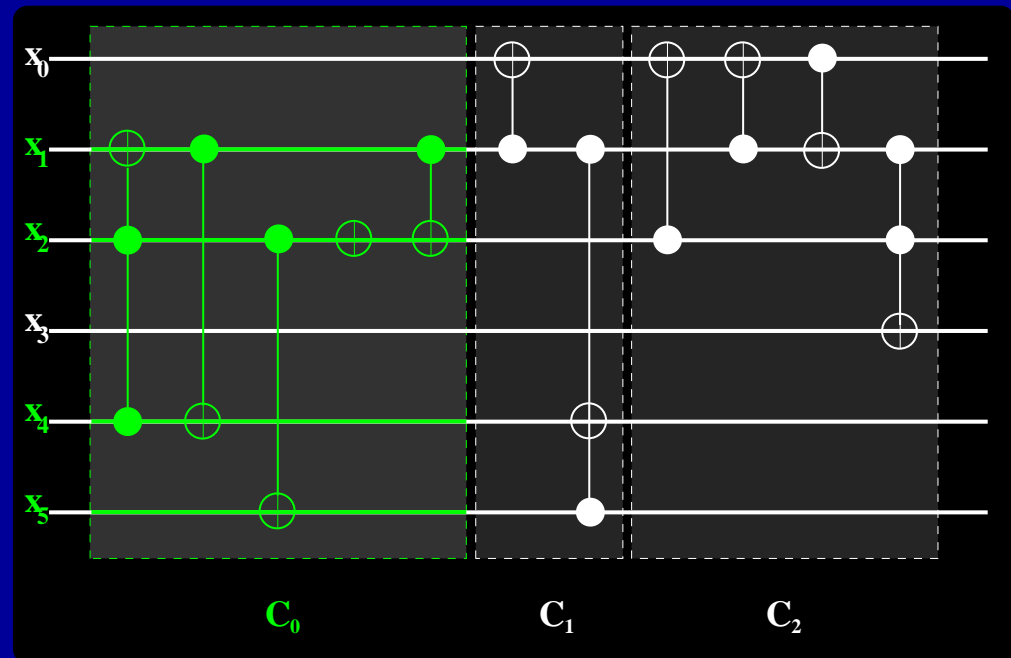 x₀
x₁
x₂
x₃
x₄
x₅
C₀ C₁ C₂